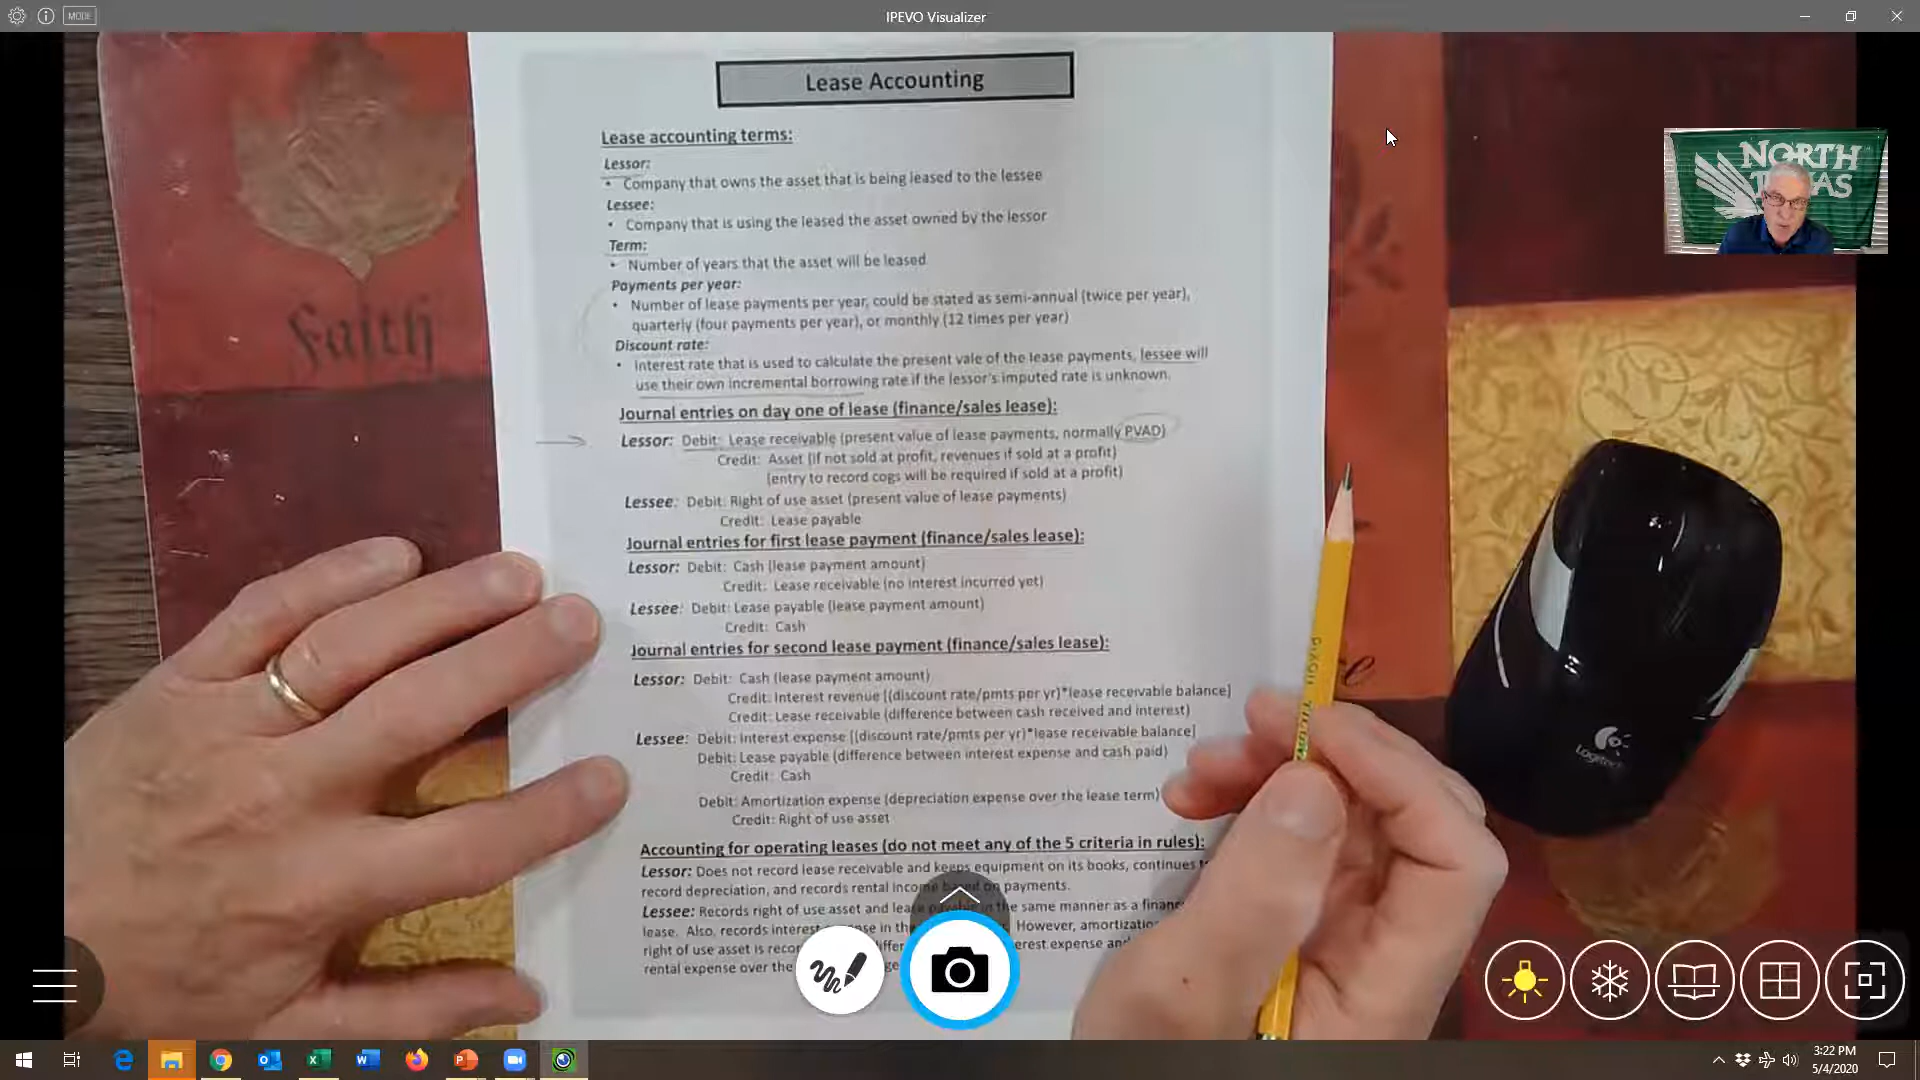 MODE
IPEVO Visualizer
Lease Accounting
Lease accounting terms:
Lessor:
• Company that owns the asset that is being leased to the lessee
Lessee:
• Company that is using the leased the asset owned by the lessor
Term:
• Number of years that the asset will be leased
Payments per year:
• Number of lease payments per year, could be stated as semi-annual (twice per year),
quarterly (four payments per year), or monthly (12 times per year)
Discount rate:
• Interest rate that is used to calculate the present vale of the lease payments, lessee will
use their own incremental borrowing rate if the lessor's imputed rate is unknown.
Journal entries on day one of lease (finance/sales lease):
Lessor: Debit: Lease receivable (present value of lease payments, normally PVAD)
Credit: Asset (if not sold at profit, revenues if sold at a profit)
(entry to record cogs will be required if sold at a profit)
Lessee: Debit: Right of use asset (present value of lease payments)
Credit: Lease payable
Journal entries for first lease payment (finance/sales lease):
Lessor: Debit: Cash (lease payment amount)
Credit: Lease receivable (no interest incurred yet)
Lessee: Debit: Lease payable (lease payment amount)
Credit: Cash
Journal entries for second lease payment (finance/sales lease):
Lessor: Debit: Cash (lease payment amount)
Credit: Interest revenue [(discount rate/pmts per yr)*lease receivable balance]
Credit: Lease receivable (difference between cash received and interest)
Lessee: Debit: Interest expense [(discount rate/pmts per yr)*lease receivable balance]
Debit: Lease payable (difference between interest expense and cash paid)
Credit: Cash
Debit: Amortization expense (depreciation expense over the lease term)
Credit: Right of use asset
Accounting for operating leases (do not meet any of the 5 criteria in rules):
Lessor: Does not record lease receivable and keeps equipment on its books, continues
record depreciation, and records rental income based on payments.
Lessee: Records right of use asset and lease payable in the same manner as a
lease. Also, records interest in However,
right of use asset is
rental expense over the
Faith
NORTH
TEXAS
Logitech
3:22 PM
5/4/2020